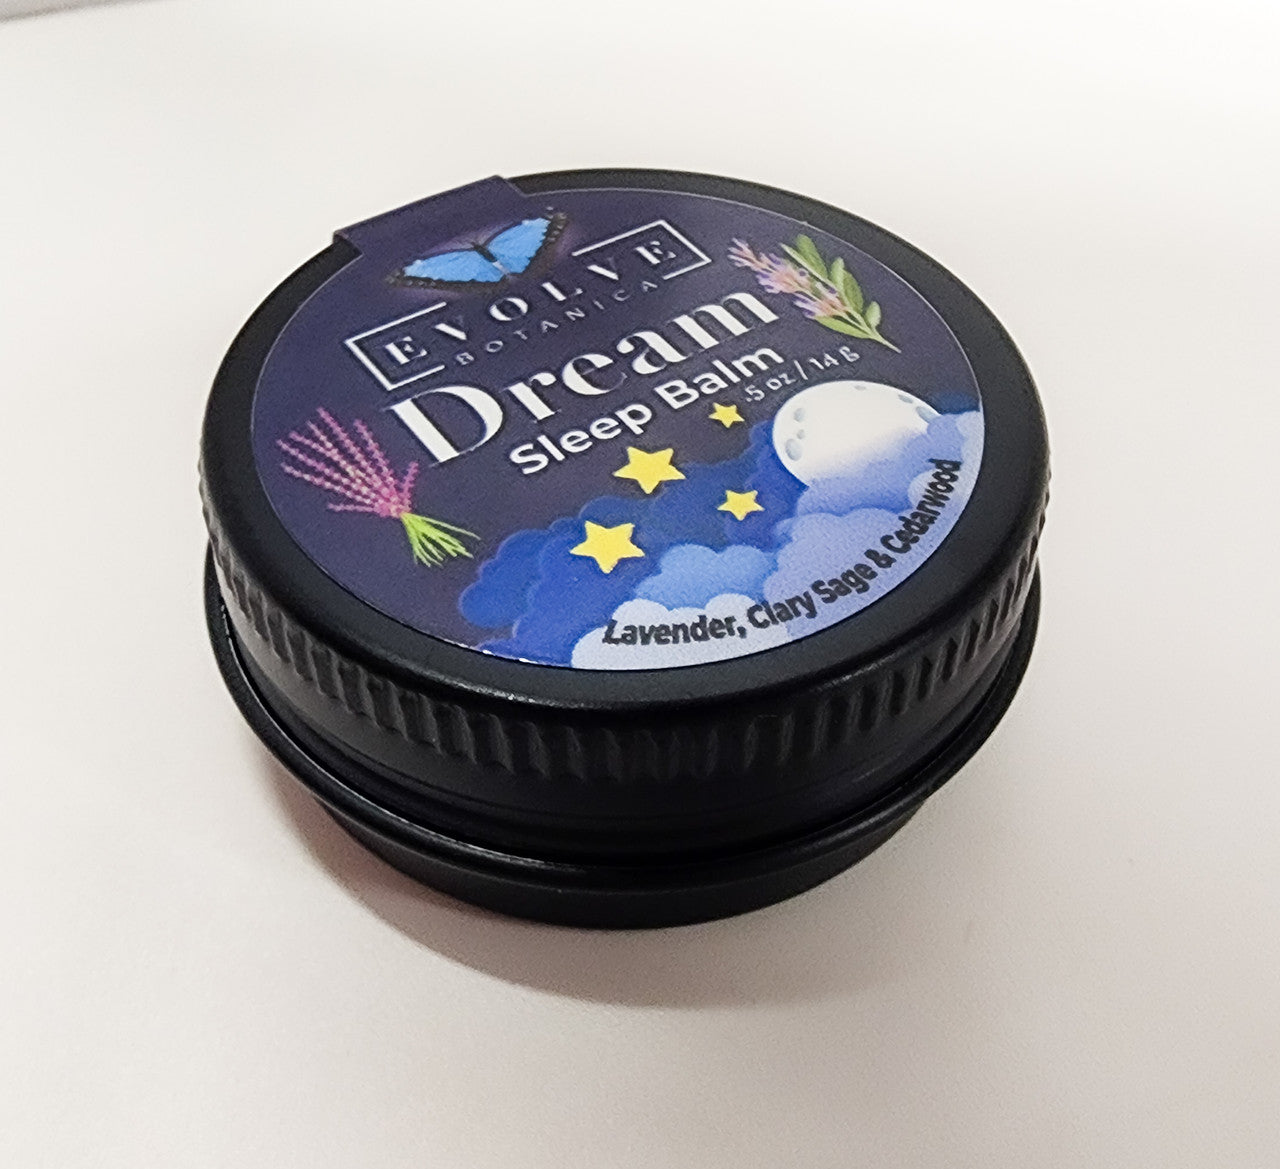 EVOLVE
BOTANICA
Dream
Sleep Balm
.5 oz / 14 g
Lavender, Clary Sage & Cedarwood